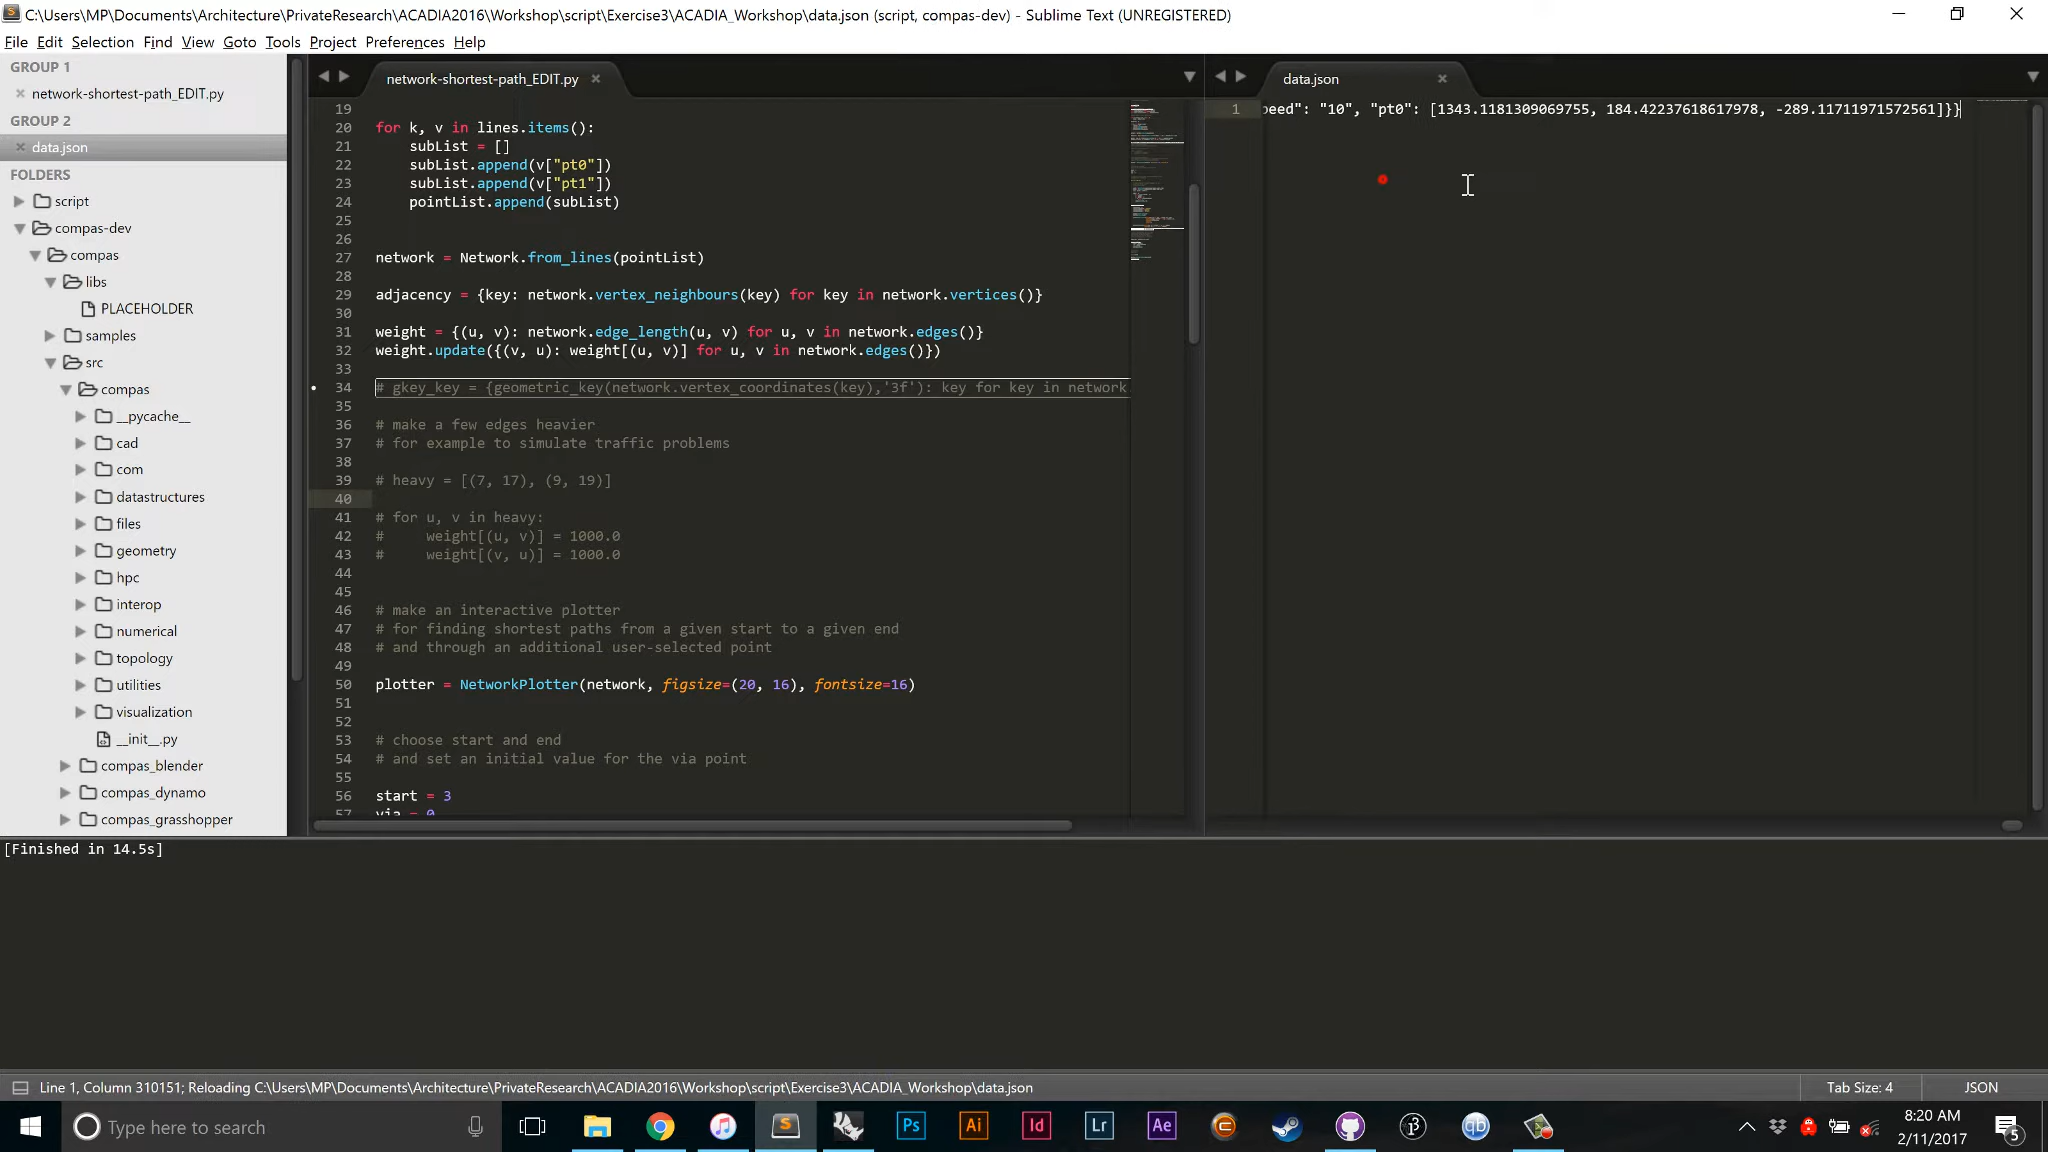 C:\Users\MP\Documents\Architecture\PrivateResearch\ACADIA2016\Workshop\script\Exercise3\ACADIA_Workshop\data.json (script, compas-dev) - Sublime Text (UNREGISTERED)
File Edit Selection Find View Goto Tools Project Preferences Help
GROUP 1
network-shortest-path_EDIT.py
GROUP 2
data.json
FOLDERS
script
compas-dev
compas
libs
PLACEHOLDER
samples
src
compas
__pycache__
cad
com
datastructures
files
geometry
hpc
interop
numerical
topology
utilities
visualization
__init__.py
compas_blender
compas_dynamo
compas_grasshopper
network-shortest-path_EDIT.py
19
20 for k, v in lines.items():
21 subList = []
22 subList.append(v["pt0"])
23 subList.append(v["pt1"])
24 pointList.append(subList)
25
26
27 network = Network.from_lines(pointList)
28
29 adjacency = {key: network.vertex_neighbours(key) for key in network.vertices()}
30
31 weight = {(u, v): network.edge_length(u, v) for u, v in network.edges()}
32 weight.update({(v, u): weight[(u, v)] for u, v in network.edges()})
33
34 # gkey_key = {geometric_key(network.vertex_coordinates(key),'3f'): key for key in network
35
36 # make a few edges heavier
37 # for example to simulate traffic problems
38
39 # heavy = [(7, 17), (9, 19)]
40
41 # for u, v in heavy:
42 # weight[(u, v)] = 1000.0
43 # weight[(v, u)] = 1000.0
44
45
46 # make an interactive plotter
47 # for finding shortest paths from a given start to a given end
48 # and through an additional user-selected point
49
50 plotter = NetworkPlotter(network, figsize=(20, 16), fontsize=16)
51
52
53 # choose start and end
54 # and set an initial value for the via point
55
56 start = 3
57 via = 0
data.json
1 peed": "10", "pt0": [1343.1181309069755, 184.42237618617978, -289.11711971572561]}}
[Finished in 14.5s]
Line 1, Column 310151; Reloading C:\Users\MP\Documents\Architecture\PrivateResearch\ACADIA2016\Workshop\script\Exercise3\ACADIA_Workshop\data.json
Tab Size: 4 JSON
Type here to search
Ps Ai Id Lr Ae
8:20 AM
2/11/2017
5